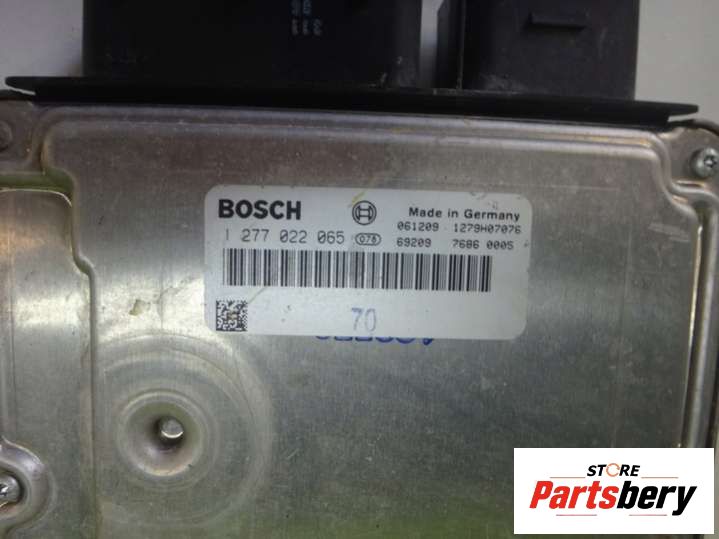 BOSCH
Made in Germany
1 277 022 065 078
061209 1279H07076
69209 7686 0005
70
STORE
Partsbery